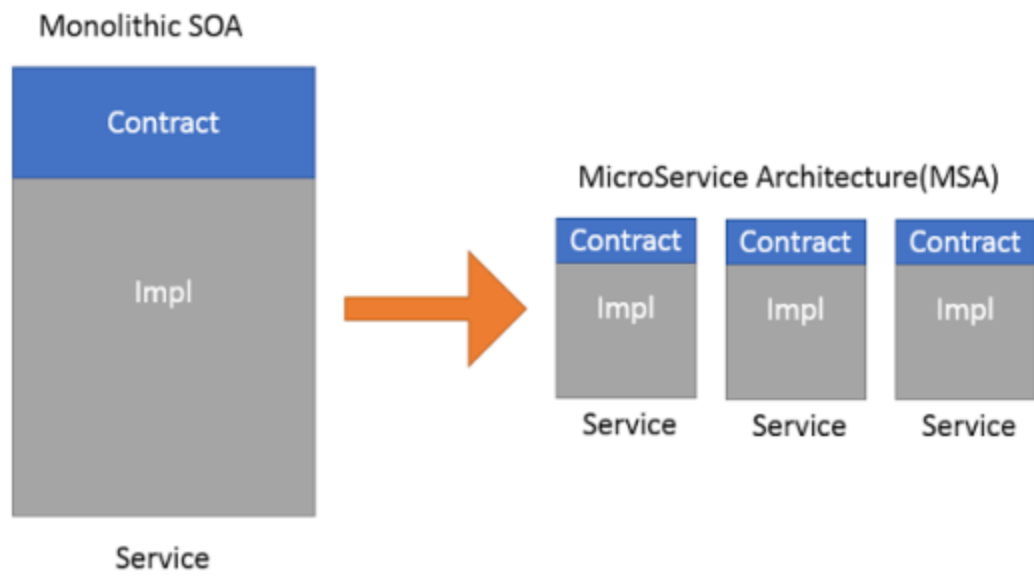 Monolithic SOA
Contract
Impl
Service
MicroService Architecture(MSA)
Contract Contract Contract
Impl Impl Impl
Service Service Service